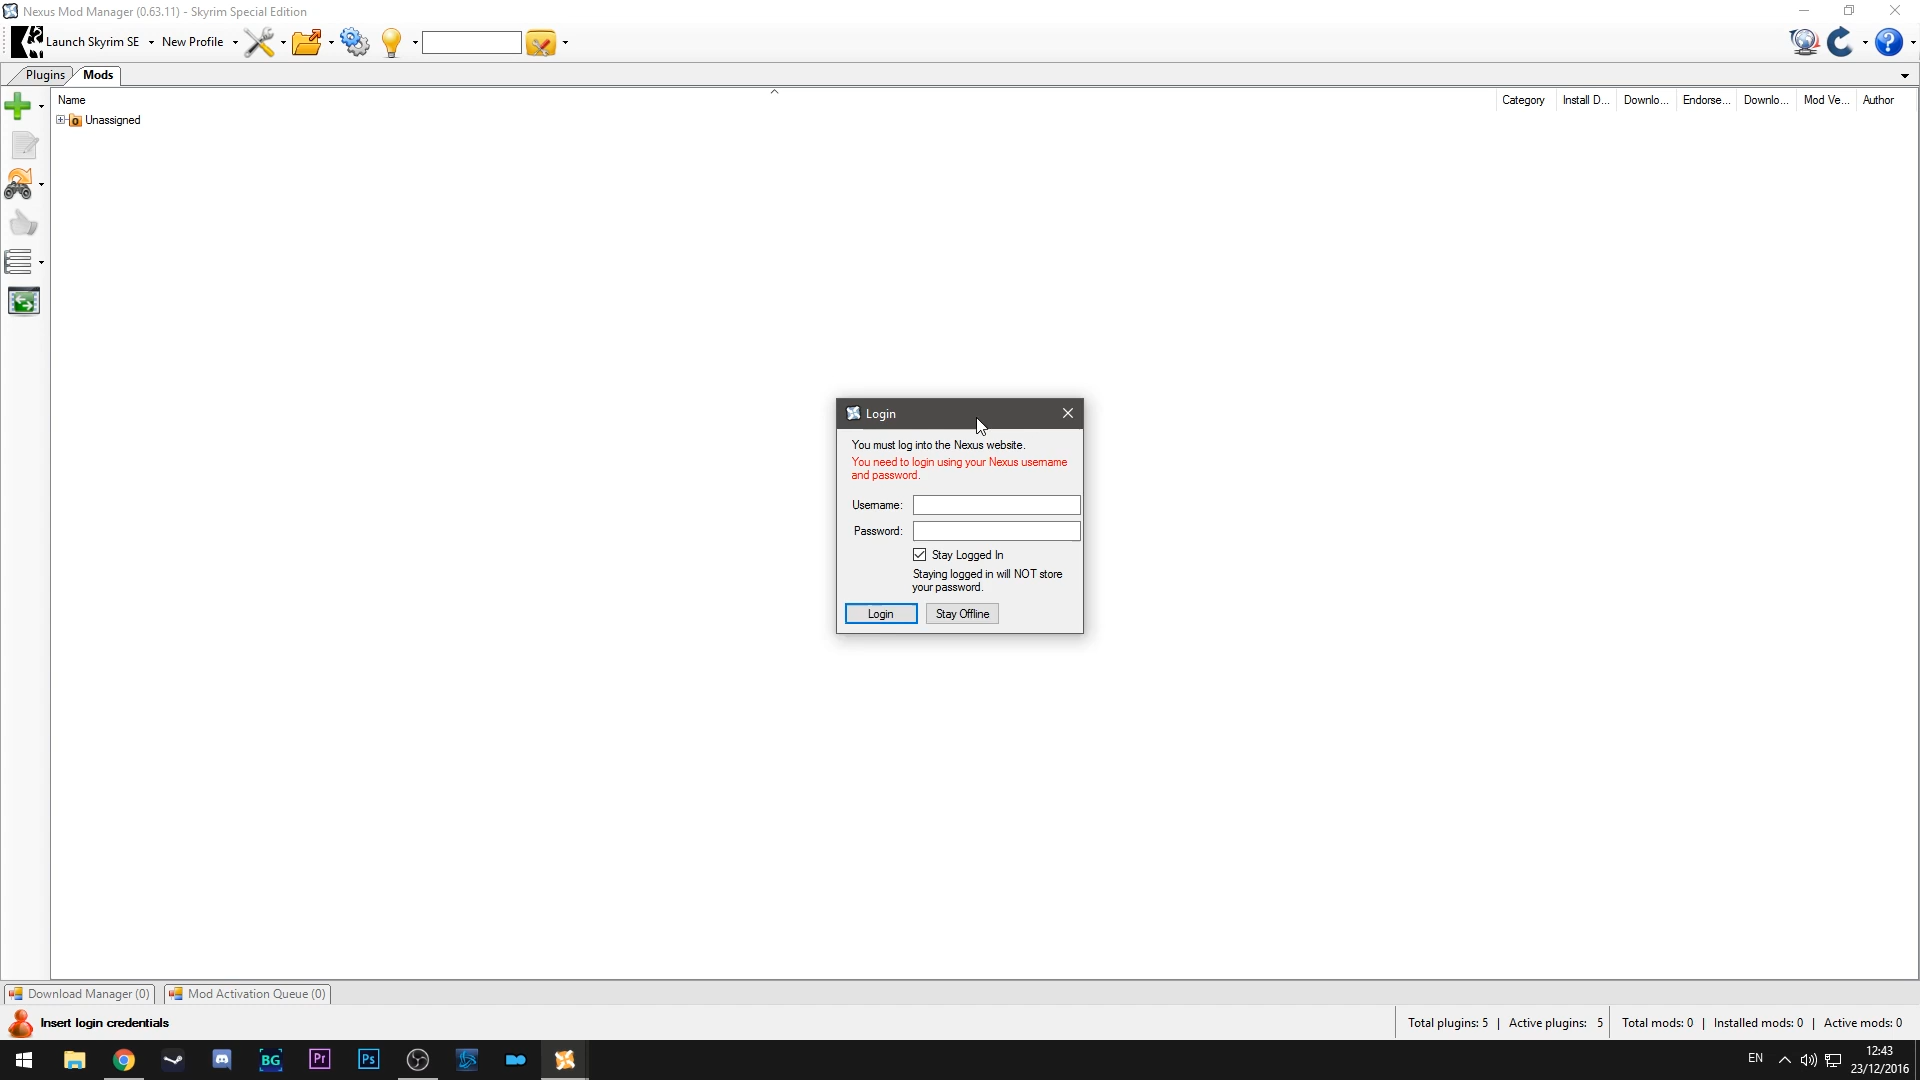 Nexus Mod Manager (0.63.11) - Skyrim Special Edition
Launch Skyrim SE New Profile
Plugins Mods
Name Category Install D... Downlo... Endorse... Downlo... Mod Ve... Author
Unassigned
Login
You must log into the Nexus website.
You need to login using your Nexus username
and password.
Username:
Password:
Stay Logged In
Staying logged in will NOT store
your password.
Login Stay Offline
Download Manager (0) Mod Activation Queue (0)
Insert login credentials Total plugins: 5 | Active plugins: 5 Total mods: 0 | Installed mods: 0 | Active mods: 0
BG Pr Ps EN 12:43
23/12/2016